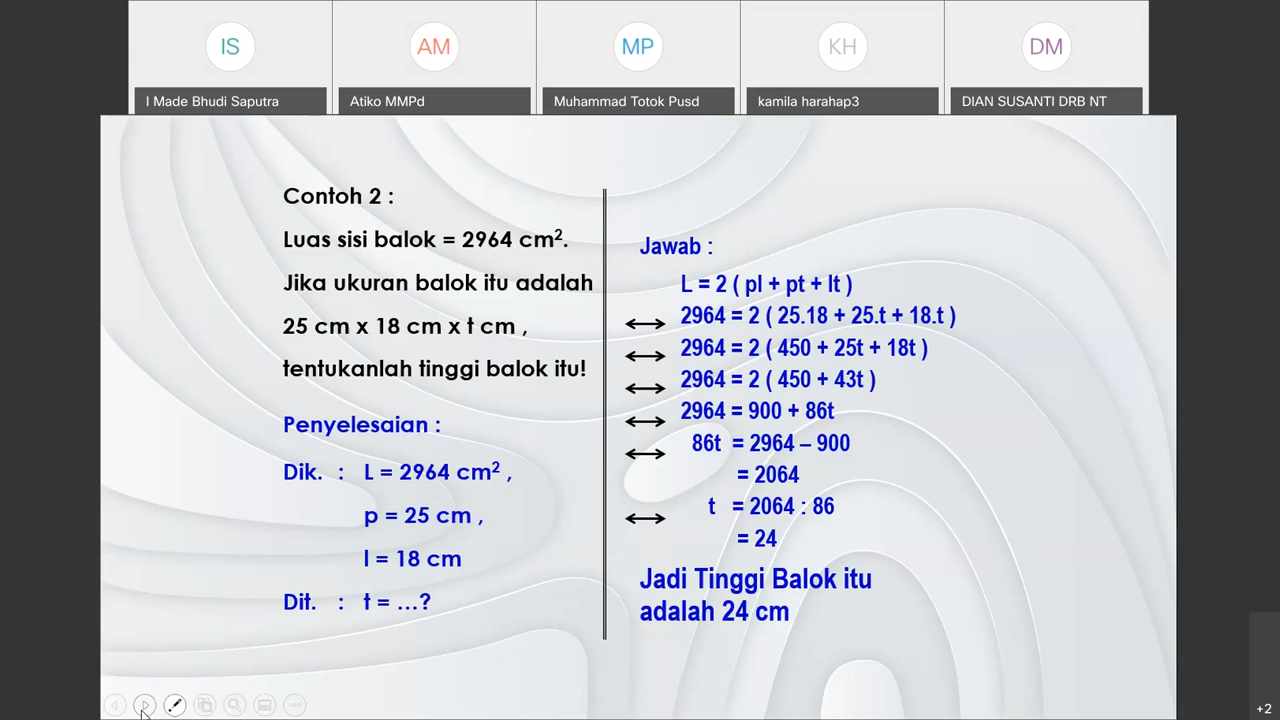 IS
AM
MP
KH
DM
I Made Bhudi Saputra
Atiko MMPd
Muhammad Totok Pusd
kamila harahap3
DIAN SUSANTI DRB NT
Contoh 2 :
Luas sisi balok = 2964 cm².
Jika ukuran balok itu adalah
25 cm x 18 cm x t cm ,
tentukanlah tinggi balok itu!
Penyelesaian :
Dik. : L = 2964 cm² ,
p = 25 cm ,
l = 18 cm
Dit. : t = ...?
Jawab :
L = 2 ( pl + pt + lt )
↔ 2964 = 2 ( 25.18 + 25.t + 18.t )
↔ 2964 = 2 ( 450 + 25t + 18t )
↔ 2964 = 2 ( 450 + 43t )
↔ 2964 = 900 + 86t
↔ 86t = 2964 – 900
= 2064
↔ t = 2064 : 86
= 24
Jadi Tinggi Balok itu
adalah 24 cm
+2